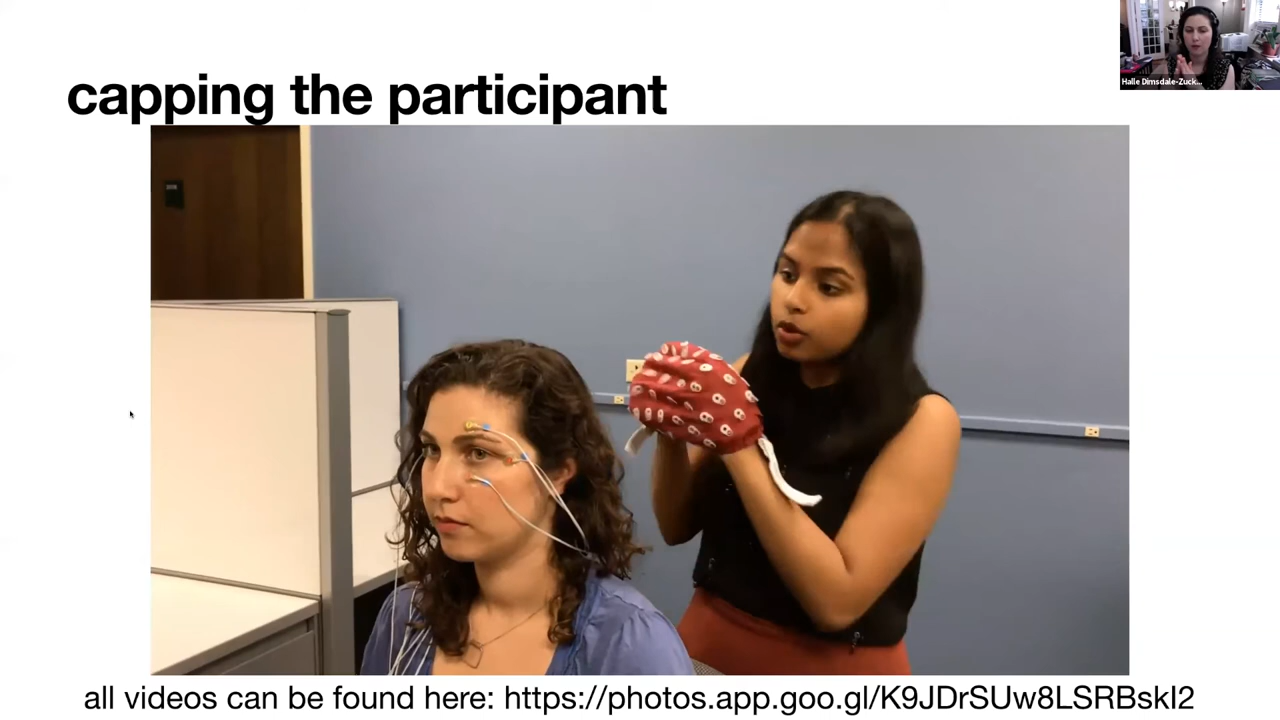 capping the participant
Halle Dimsdale-Zuck...
all videos can be found here: https://photos.app.goo.gl/K9JDrSUw8LSRBskI2